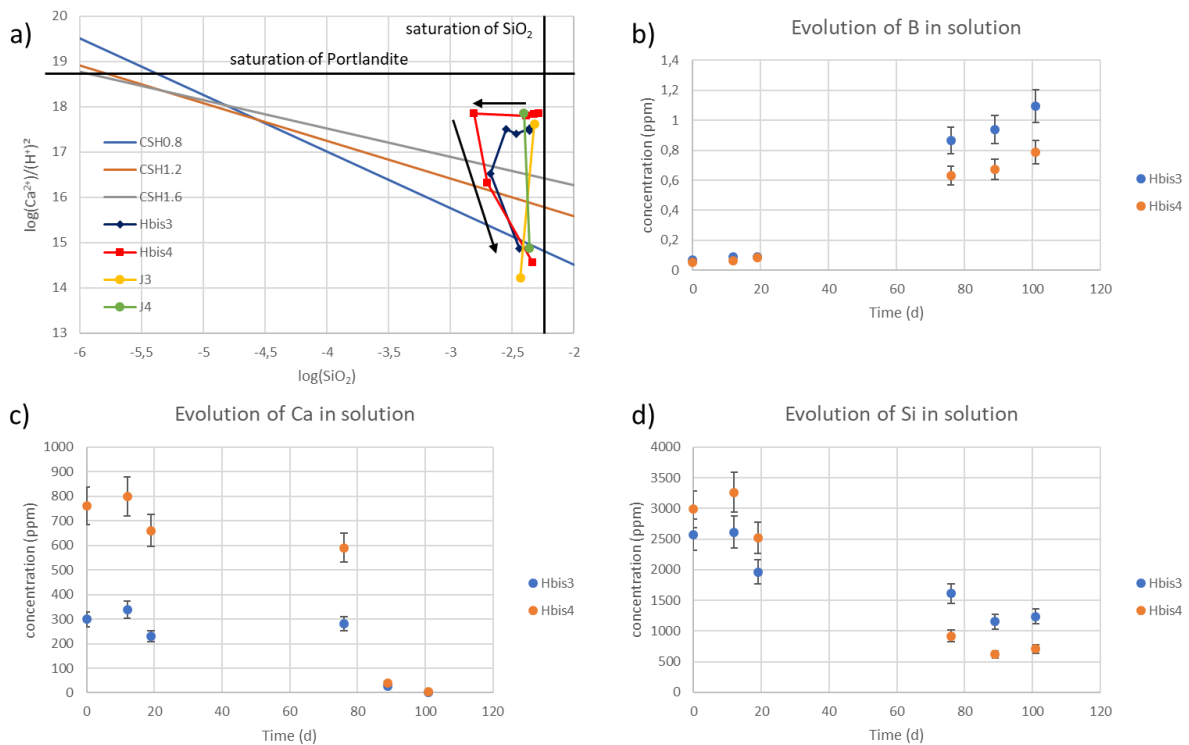 a)
saturation of SiO₂
saturation of Portlandite
20
19
18
17
16
15
14
13
log(Ca²⁺)/(H⁺)²
CSH0.8
CSH1.2
CSH1.6
Hbis3
Hbis4
J3
J4
-6
-5,5
-5
-4,5
-4
-3,5
-3
-2,5
-2
log(SiO₂)
b)
Evolution of B in solution
1,4
1,2
1
0,8
0,6
0,4
0,2
0
concentration (ppm)
0
20
40
60
80
100
120
Time (d)
Hbis3
Hbis4
c)
Evolution of Ca in solution
1000
900
800
700
600
500
400
300
200
100
0
concentration (ppm)
0
20
40
60
80
100
120
Time (d)
Hbis3
Hbis4
d)
Evolution of Si in solution
4000
3500
3000
2500
2000
1500
1000
500
0
concentration (ppm)
0
20
40
60
80
100
120
Time (d)
Hbis3
Hbis4